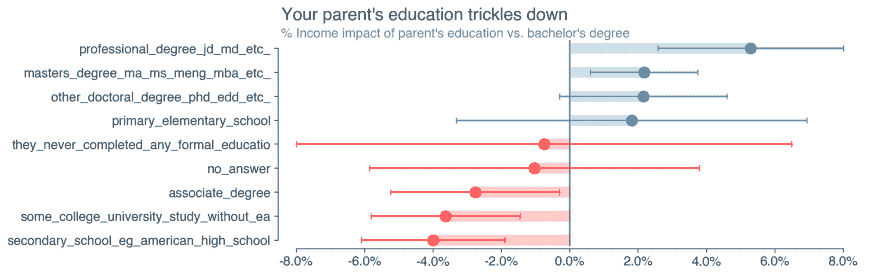 Your parent's education trickles down
% Income impact of parent's education vs. bachelor's degree
professional_degree_jd_md_etc_
masters_degree_ma_ms_meng_mba_etc_
other_doctoral_degree_phd_edd_etc_
primary_elementary_school
they_never_completed_any_formal_educatio
no_answer
associate_degree
some_college_university_study_without_ea
secondary_school_eg_american_high_school
-8.0% -6.0% -4.0% -2.0% 0.0% 2.0% 4.0% 6.0% 8.0%